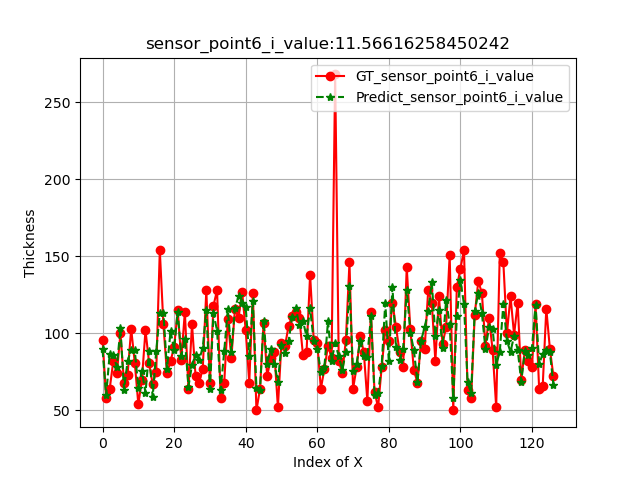 sensor_point6_i_value:11.56616258450242
GT_sensor_point6_i_value
Predict_sensor_point6_i_value
250
200
150
100
50
Thickness
0 20 40 60 80 100 120
Index of X